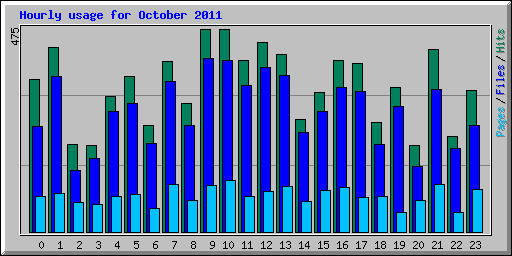 Hourly usage for October 2011
475
Pages / Files / Hits
0 1 2 3 4 5 6 7 8 9 10 11 12 13 14 15 16 17 18 19 20 21 22 23